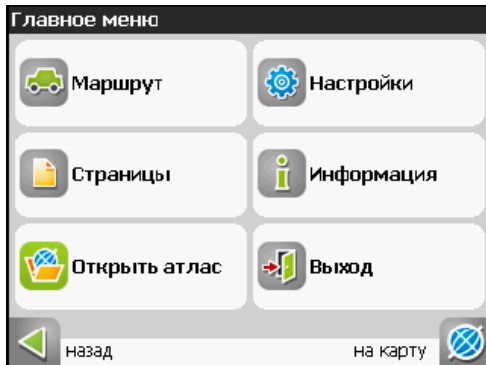 Главное меню
Маршрут
Настройки
Страницы
Информация
Открыть атлас
Выход
назад
на карту